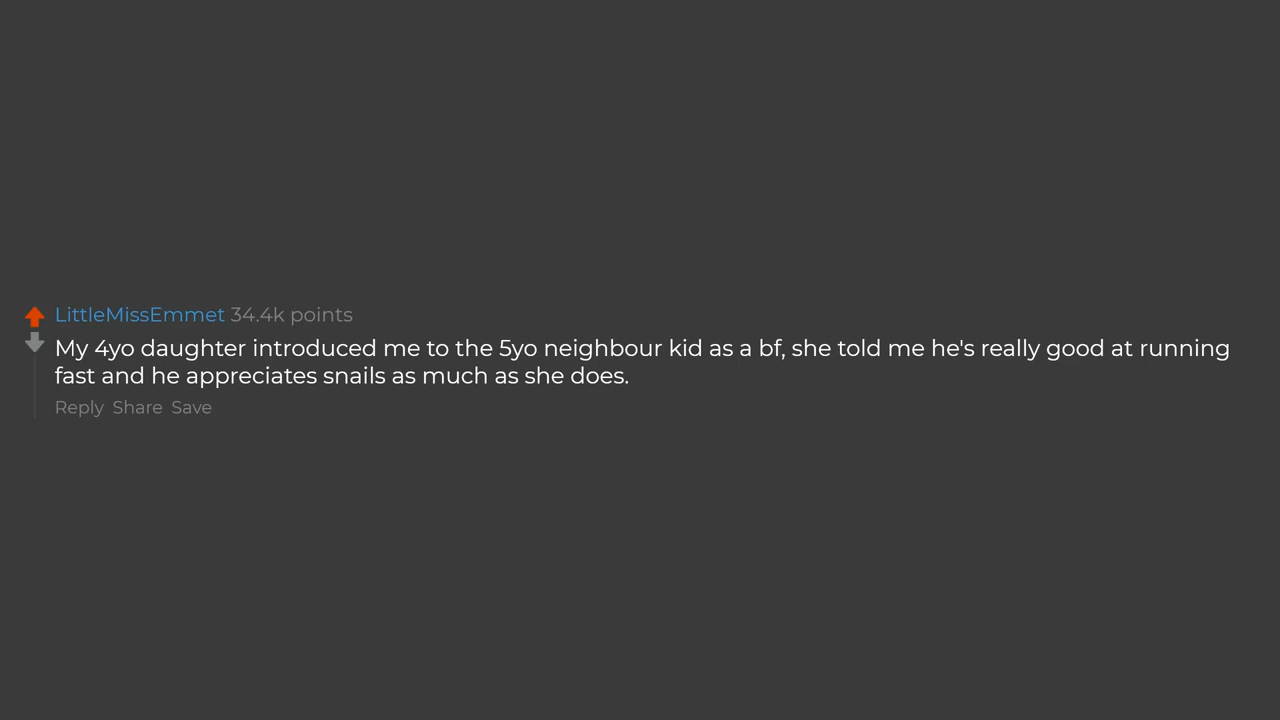 LittleMissEmmet 34.4k points
My 4yo daughter introduced me to the 5yo neighbour kid as a bf, she told me he's really good at running
fast and he appreciates snails as much as she does.
Reply Share Save